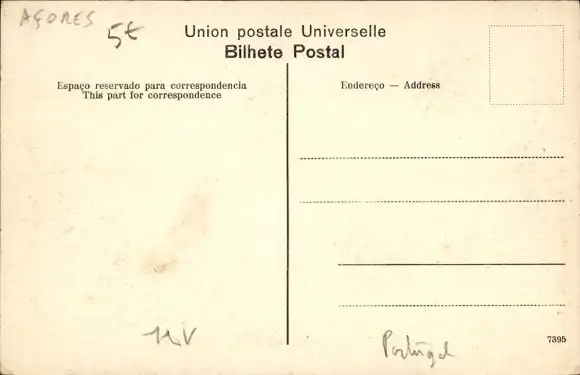 AÇORES
5€
Union postale Universelle
Bilhete Postal
Espaço reservado para correspondencia
This part for correspondence
Endereço — Address
Portugal
7395